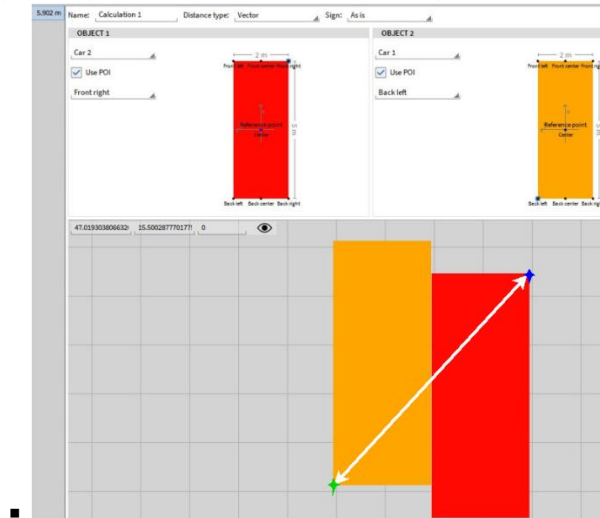 5.902 m Name: Calculation 1 Distance type: Vector Sign: As is
OBJECT 1
Car 2
Use POI
Front right
2 m
Front left Front center Front right
5 m
Reference point
Center
Back left Back center Back right
OBJECT 2
Car 1
Use POI
Back left
2 m
Front left Front center Front right
Reference point
Center
Back left Back center Back right
0